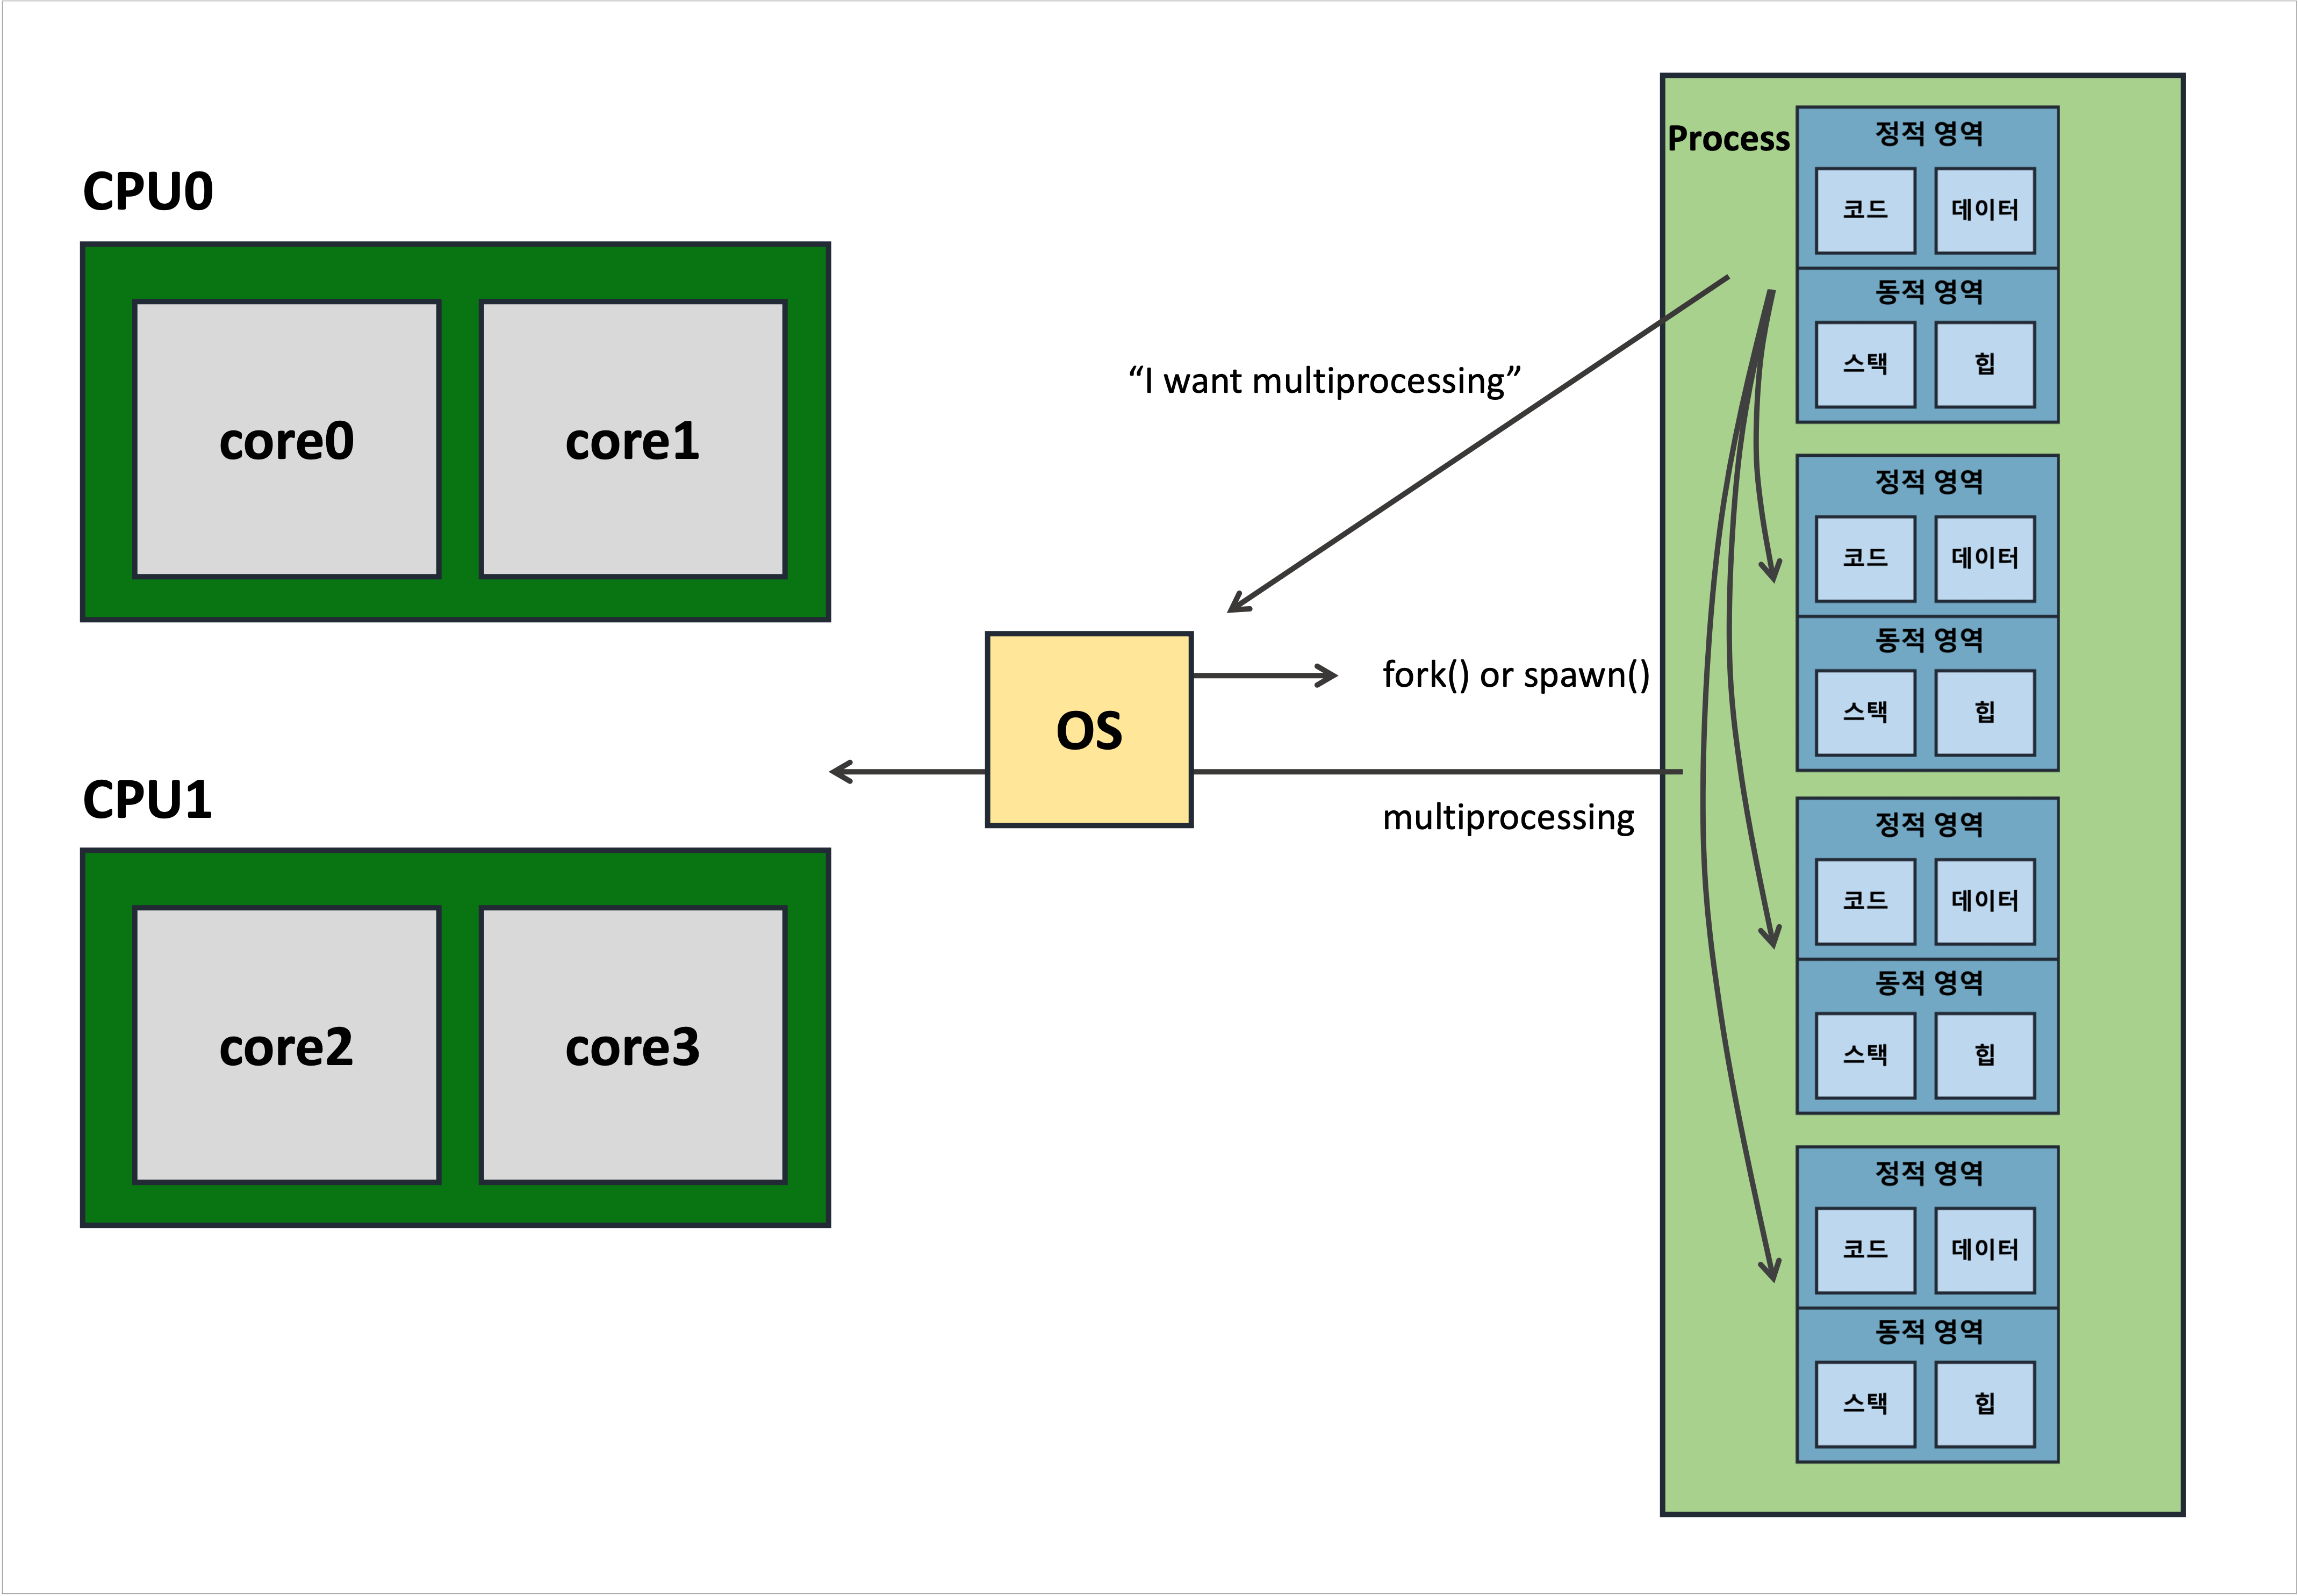 CPU0
core0
core1
CPU1
core2
core3
“I want multiprocessing”
OS
fork() or spawn()
multiprocessing
Process
정적 영역
코드
데이터
동적 영역
스택
힙
정적 영역
코드
데이터
동적 영역
스택
힙
정적 영역
코드
데이터
동적 영역
스택
힙
정적 영역
코드
데이터
동적 영역
스택
힙